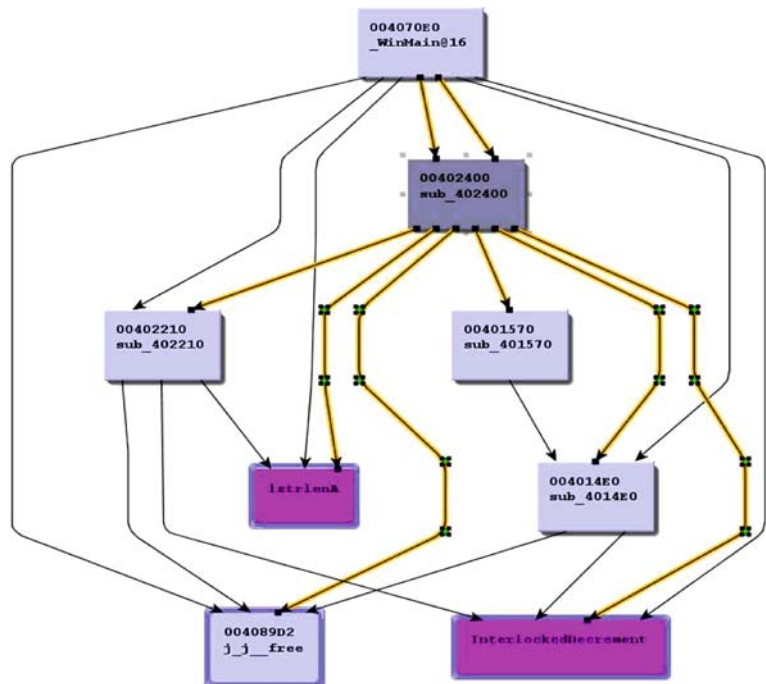 004070E0
_WinMain@16
00402400
sub_402400
00402210
sub_402210
00401570
sub_401570
lstrlenA
004014E0
sub_4014E0
004089D2
j_j__free
InterlockedDecrement